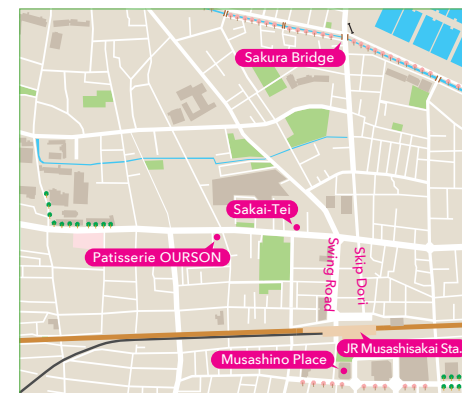 Sakura Bridge
Sakai-Tei
Patisserie OURSON
Swing Road
Skip Dori
JR Musashisakai Sta.
Musashino Place